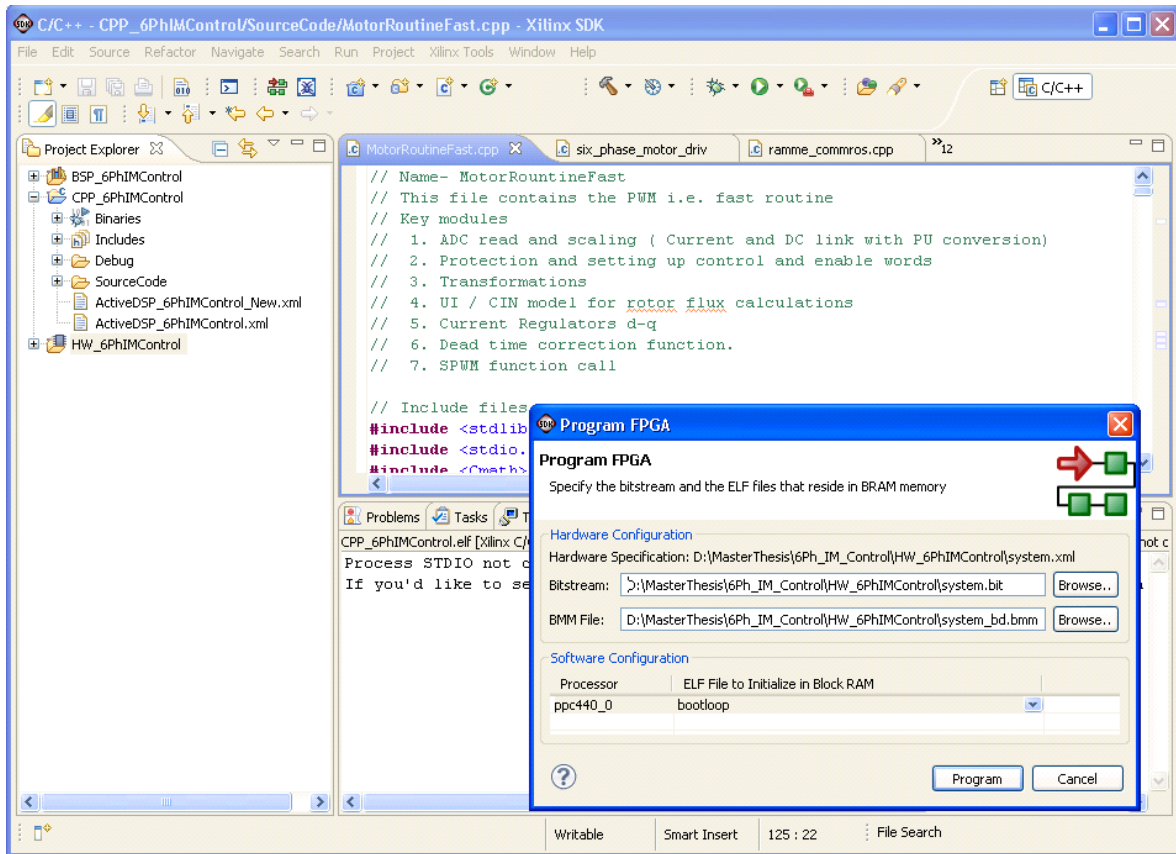 C/C++ - CPP_6PhIMControl/SourceCode/MotorRoutineFast.cpp - Xilinx SDK
File Edit Source Refactor Navigate Search Run Project Xilinx Tools Window Help
C/C++
Project Explorer
BSP_6PhIMControl
CPP_6PhIMControl
Binaries
Includes
Debug
SourceCode
ActiveDSP_6PhIMControl_New.xml
ActiveDSP_6PhIMControl.xml
HW_6PhIMControl
MotorRoutineFast.cpp six_phase_motor_driv ramme_commros.cpp »12
// Name- MotorRountineFast
// This file contains the PWM i.e. fast routine
// Key modules
// 1. ADC read and scaling ( Current and DC link with PU conversion)
// 2. Protection and setting up control and enable words
// 3. Transformations
// 4. UI / CIN model for rotor flux calculations
// 5. Current Regulators d-q
// 6. Dead time correction function.
// 7. SPWM function call
// Include files
#include <stdlib
#include <stdio.
#include <Cmath>
Problems Tasks T
CPP_6PhIMControl.elf [Xilinx C/ not c
Process STDIO not c
If you'd like to se
Program FPGA
Program FPGA
Specify the bitstream and the ELF files that reside in BRAM memory
Hardware Configuration
Hardware Specification: D:\MasterThesis\6Ph_IM_Control\HW_6PhIMControl\system.xml
Bitstream: D:\MasterThesis\6Ph_IM_Control\HW_6PhIMControl\system.bit Browse..
BMM File: D:\MasterThesis\6Ph_IM_Control\HW_6PhIMControl\system_bd.bmm Browse..
Software Configuration
Processor ELF File to Initialize in Block RAM
ppc440_0 bootloop
Program Cancel
Writable Smart Insert 125 : 22 File Search